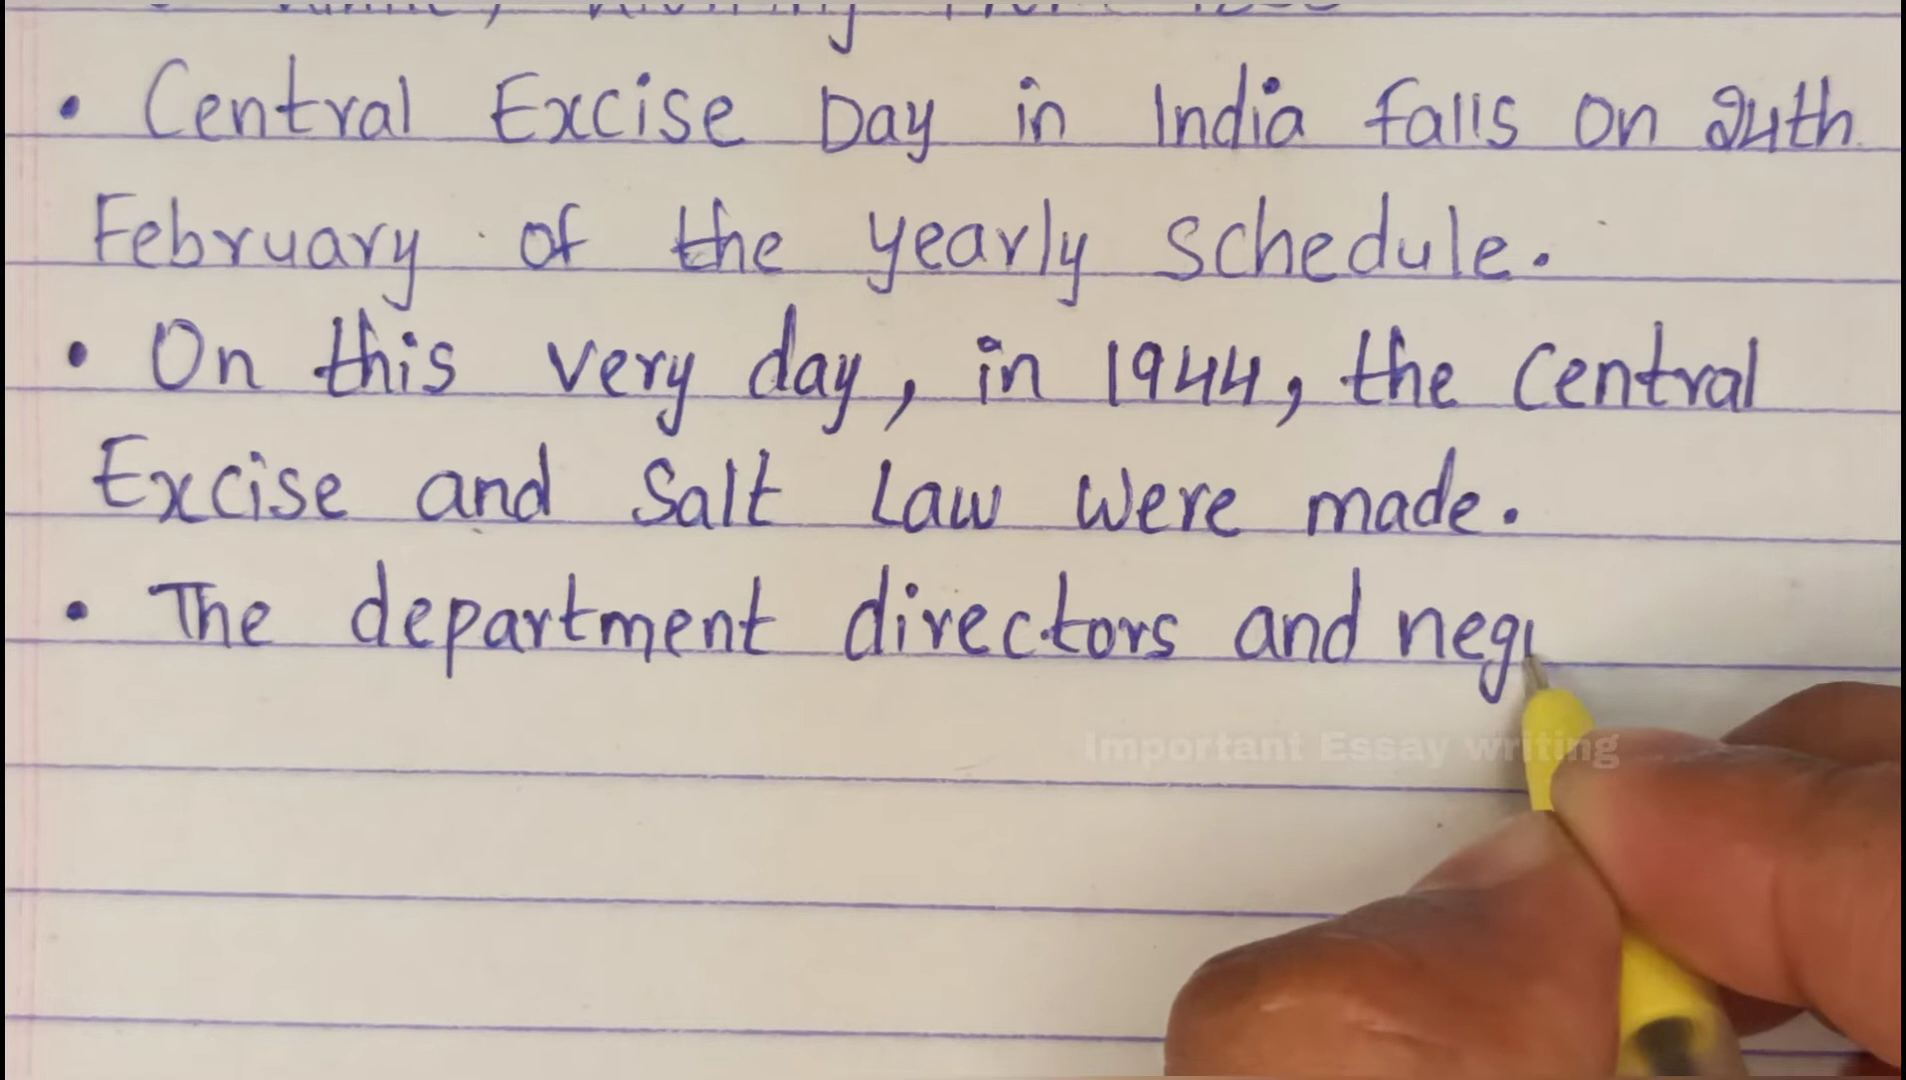 • Central Excise Day in India falls on 24th
February of the yearly schedule.
• On this very day, in 1944, the Central
Excise and Salt Law were made.
• The department directors and neg
Important Essay writing